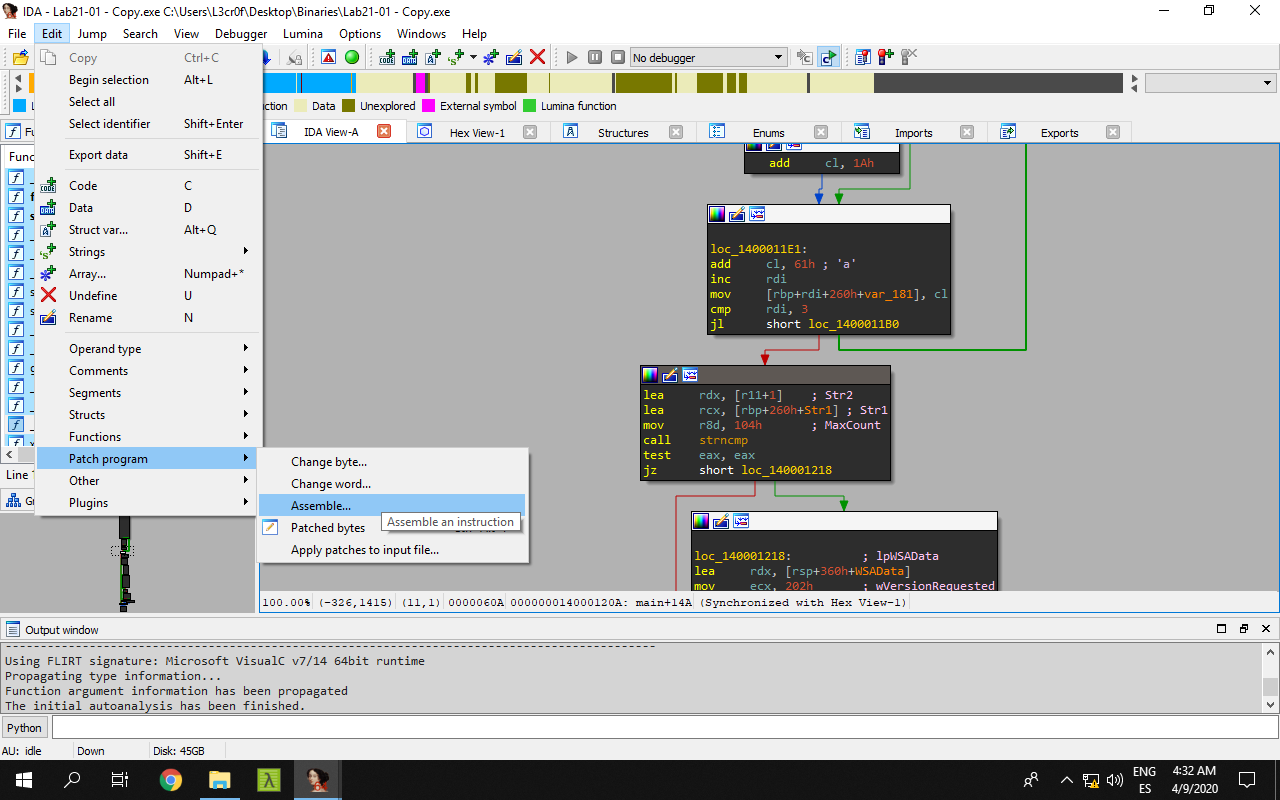 IDA - Lab21-01 - Copy.exe C:\Users\L3cr0f\Desktop\Binaries\Lab21-01 - Copy.exe
File Edit Jump Search View Debugger Lumina Options Windows Help
No debugger
Data Unexplored External symbol Lumina function
IDA View-A Hex View-1 Structures Enums Imports Exports
Copy Ctrl+C
Begin selection Alt+L
Select all
Select identifier Shift+Enter
Export data Shift+E
Code C
Data D
Struct var... Alt+Q
Strings
Array... Numpad+*
Undefine U
Rename N
Operand type
Comments
Segments
Structs
Functions
Patch program
Other
Plugins
Change byte...
Change word...
Assemble...
Patched bytes
Apply patches to input file...
Assemble an instruction
add cl, 1Ah
loc_1400011E1:
add cl, 61h ; 'a'
inc rdi
mov [rbp+rdi+260h+var_181], cl
cmp rdi, 3
jl short loc_1400011B0
lea rdx, [r11+1] ; Str2
lea rcx, [rbp+260h+Str1] ; Str1
mov r8d, 104h ; MaxCount
call strncmp
test eax, eax
jz short loc_140001218
loc_140001218: ; lpWSAData
lea rdx, [rsp+360h+WSAData]
mov ecx, 202h ; wVersionRequested
100.00% (-326,1415) (11,1) 0000060A 000000014000120A: main+14A (Synchronized with Hex View-1)
Output window
Using FLIRT signature: Microsoft VisualC v7/14 64bit runtime
Propagating type information...
Function argument information has been propagated
The initial autoanalysis has been finished.
Python
AU: idle Down Disk: 45GB
ENG
ES
4:32 AM
4/9/2020